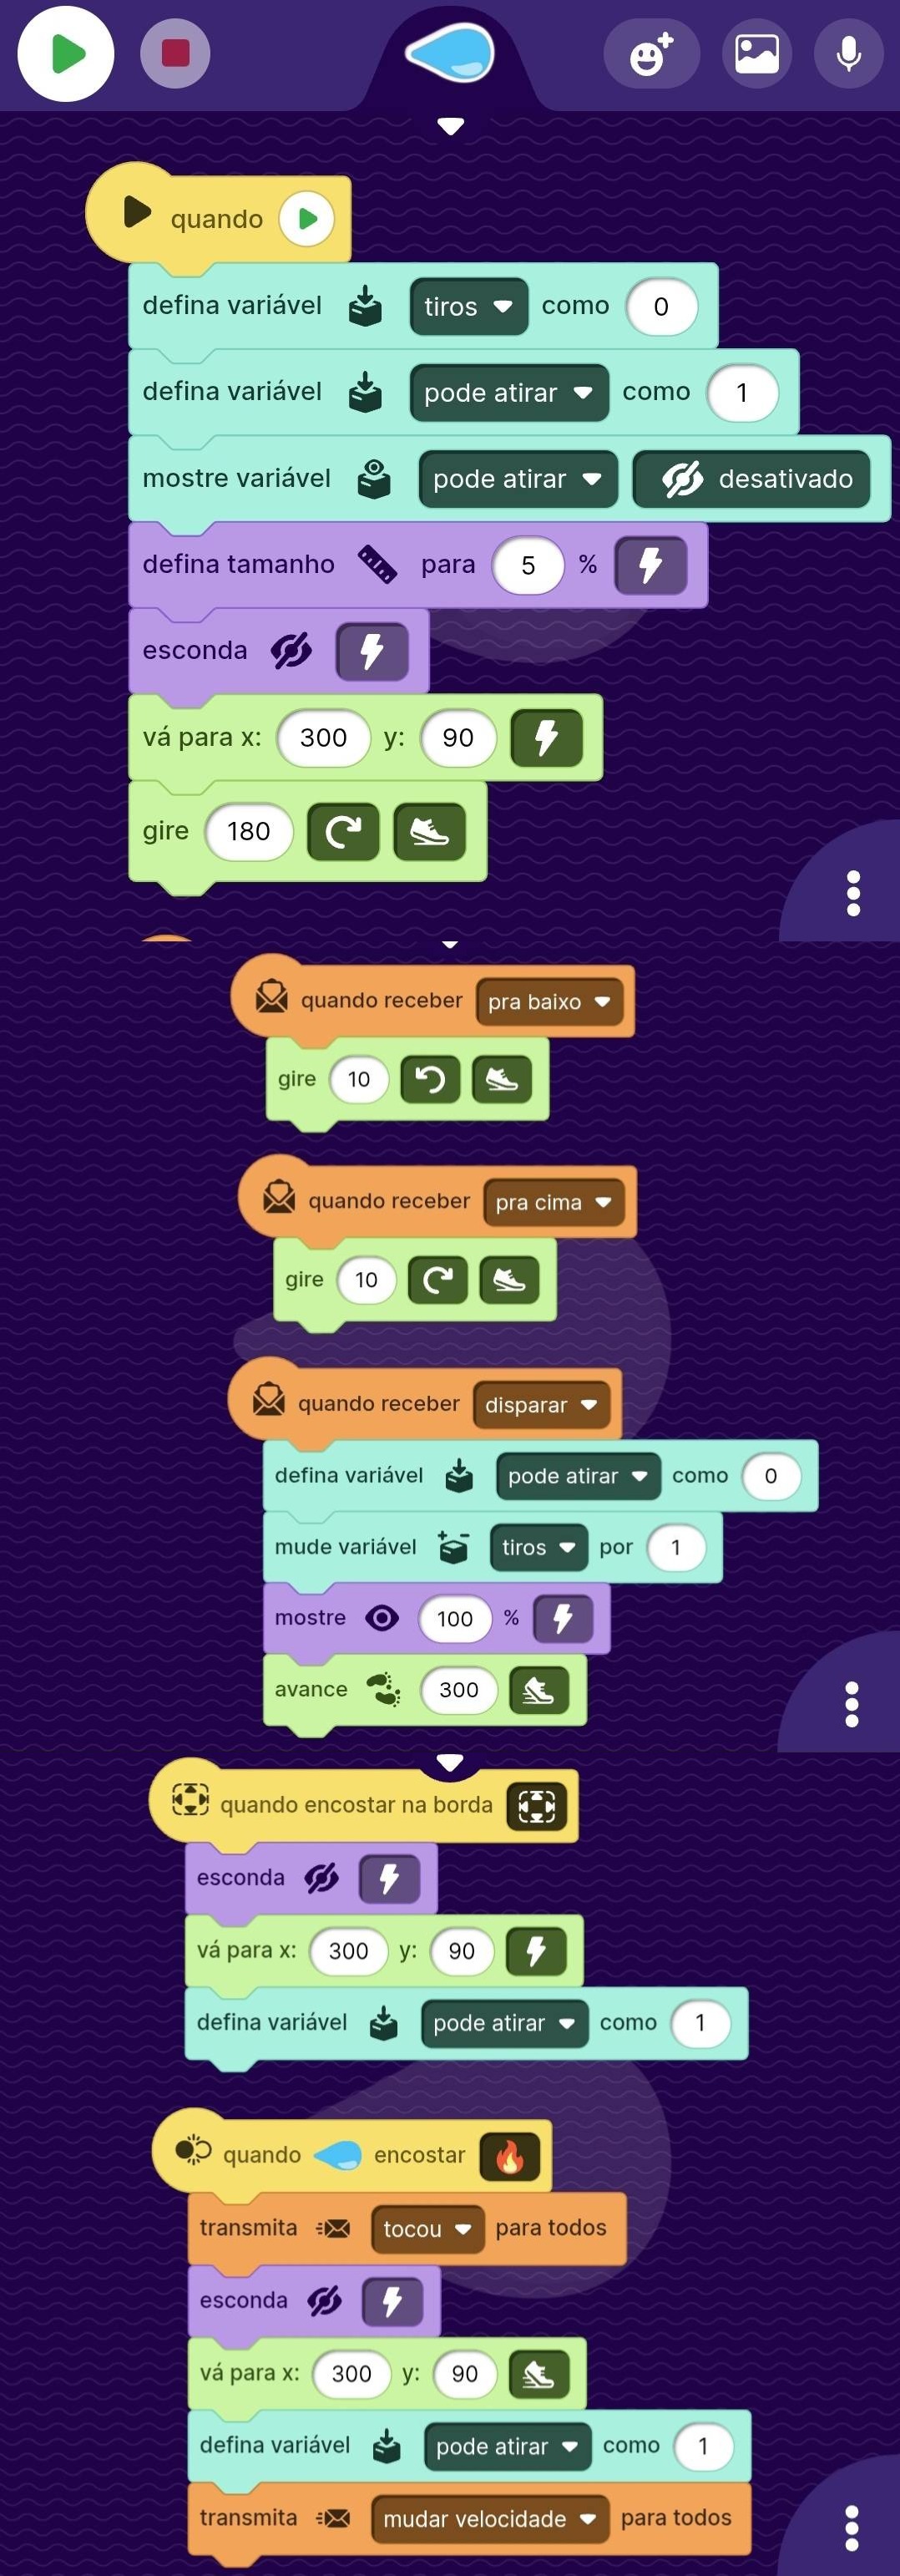 quando
defina variável tiros como 0
defina variável pode atirar como 1
mostre variável pode atirar desativado
defina tamanho para 5 %
esconda
vá para x: 300 y: 90
gire 180
quando receber pra baixo
gire 10
quando receber pra cima
gire 10
quando receber disparar
defina variável pode atirar como 0
mude variável tiros por 1
mostre 100 %
avance 300
quando encostar na borda
esconda
vá para x: 300 y: 90
defina variável pode atirar como 1
quando encostar
transmita tocou para todos
esconda
vá para x: 300 y: 90
defina variável pode atirar como 1
transmita mudar velocidade para todos